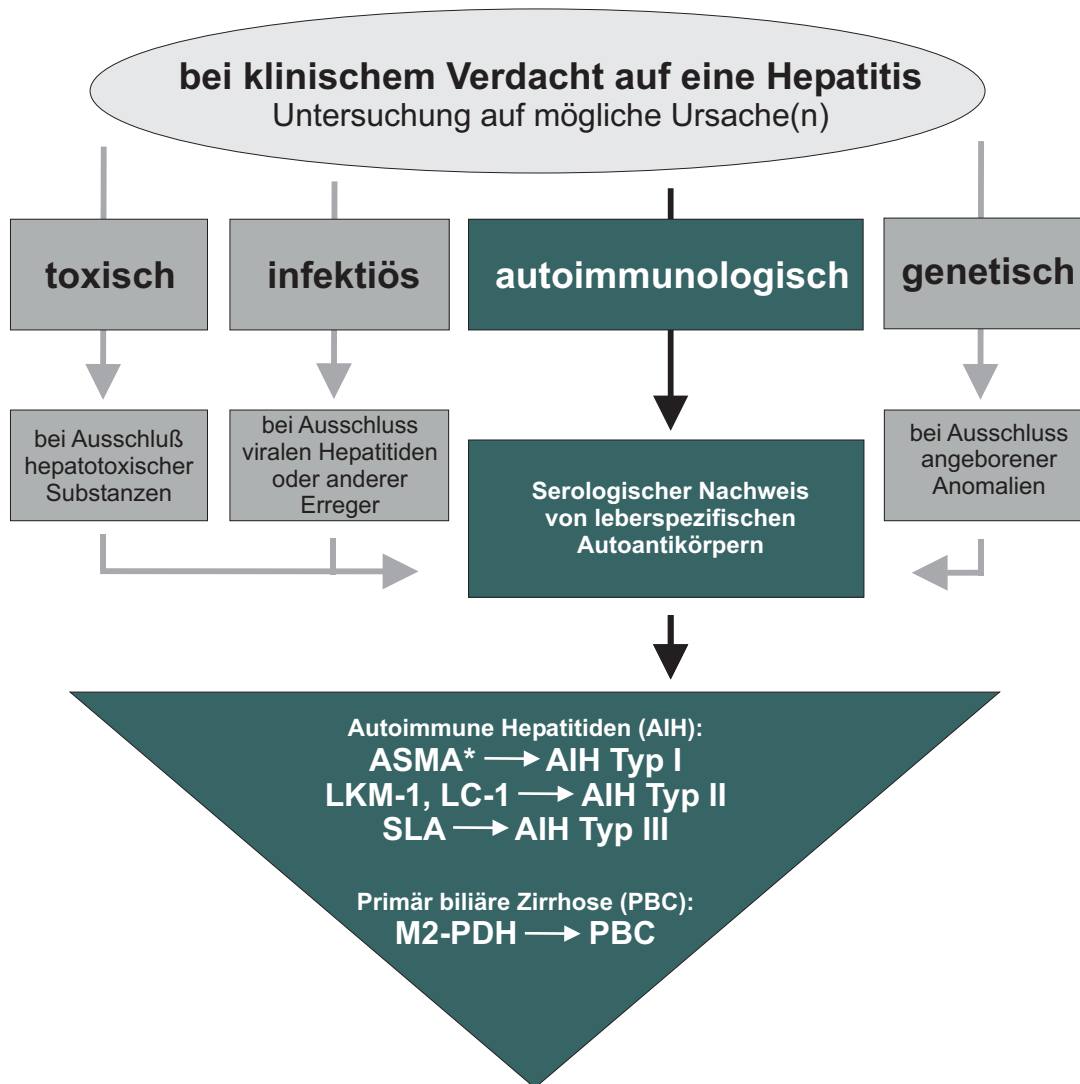 bei klinischem Verdacht auf eine Hepatitis
Untersuchung auf mögliche Ursache(n)
toxisch
infektiös
autoimmunologisch
genetisch
bei Ausschluß
hepatotoxischer
Substanzen
bei Ausschluss
viralen Hepatitiden
oder anderer
Erreger
Serologischer Nachweis
von leberspezifischen
Autoantikörpern
bei Ausschluss
angeborener
Anomalien
Autoimmune Hepatitiden (AIH):
ASMA* → AIH Typ I
LKM-1, LC-1 → AIH Typ II
SLA → AIH Typ III
Primär biliäre Zirrhose (PBC):
M2-PDH → PBC